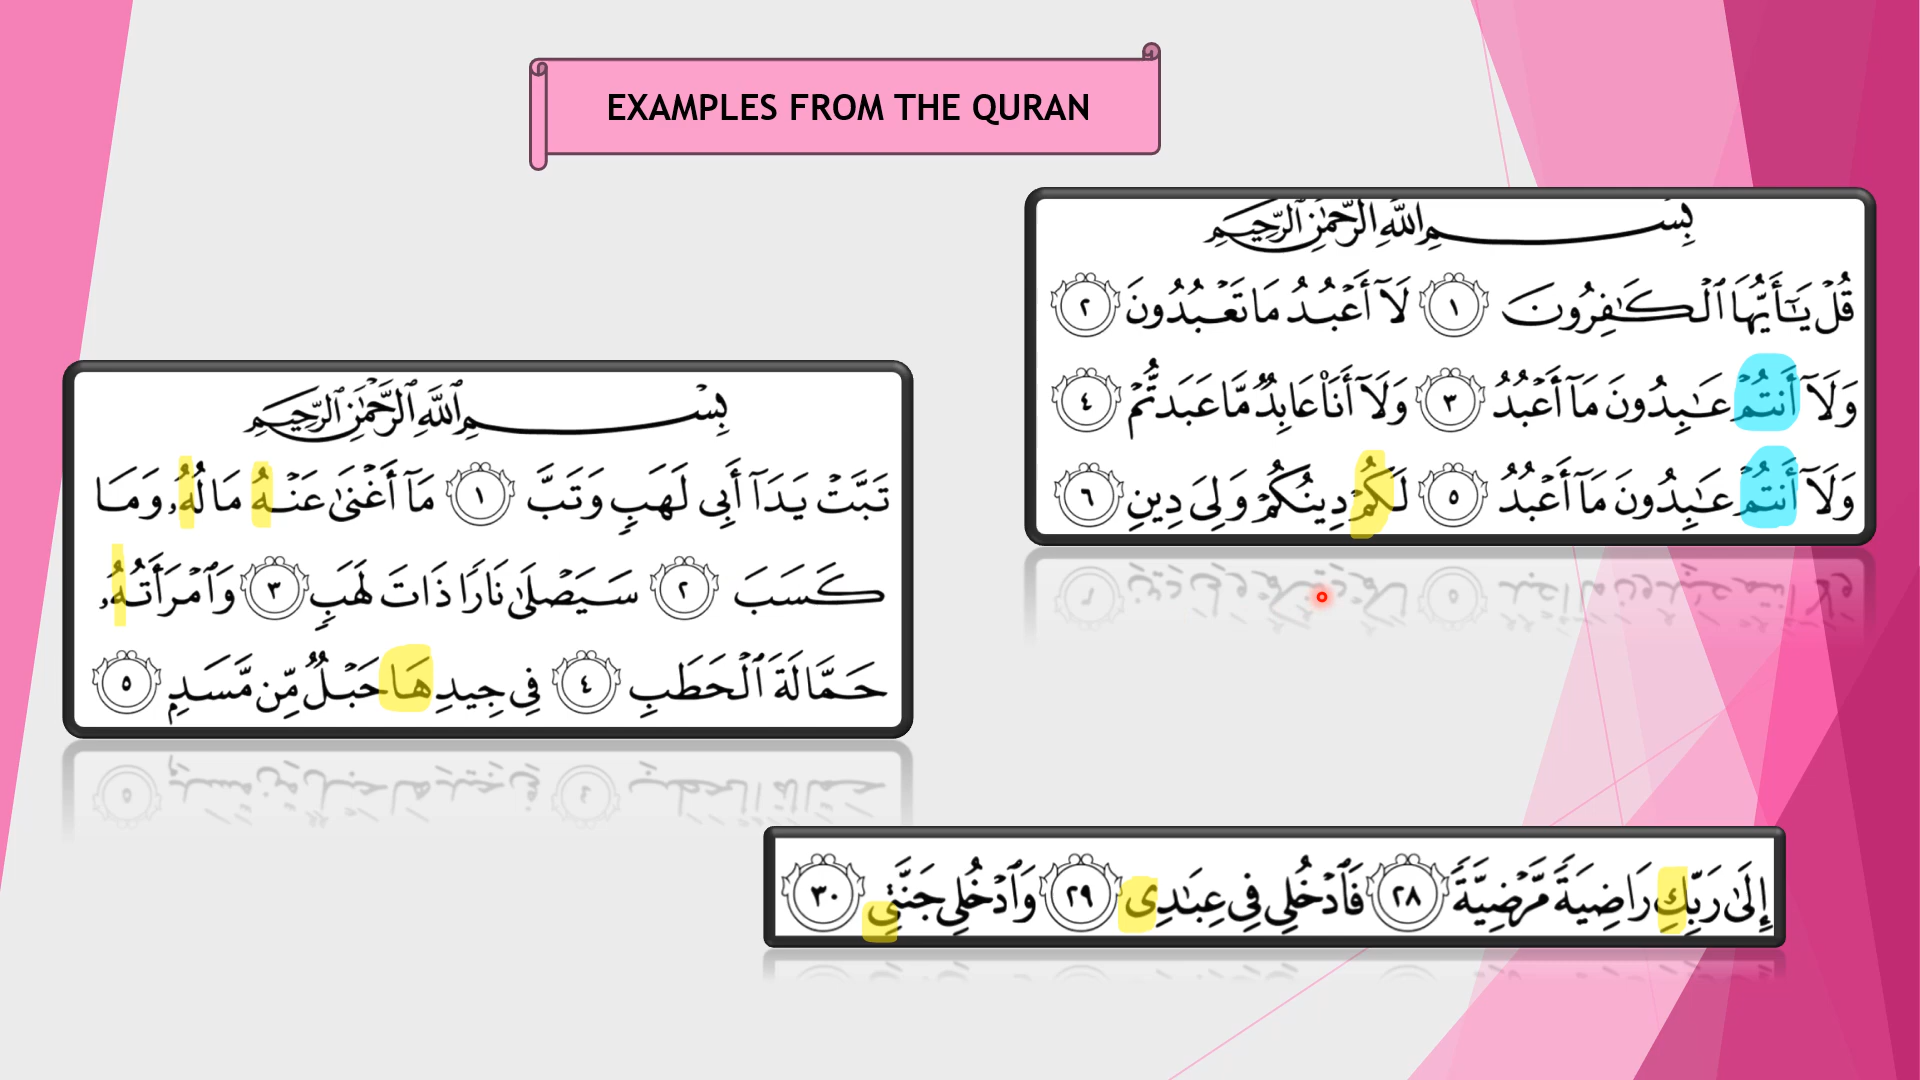 EXAMPLES FROM THE QURAN
بِسْمِ ٱللَّهِ ٱلرَّحْمَٰنِ ٱلرَّحِيمِ
قُلْ يَٰٓأَيُّهَا ٱلْكَٰفِرُونَ ١ لَآ أَعْبُدُ مَا تَعْبُدُونَ ٢
وَلَآ أَنتُمْ عَٰبِدُونَ مَآ أَعْبُدُ ٣ وَلَآ أَنَا۠ عَابِدٌ مَّا عَبَدتُّمْ ٤
وَلَآ أَنتُمْ عَٰبِدُونَ مَآ أَعْبُدُ ٥ لَكُمْ دِينُكُمْ وَلِىَ دِينِ ٦
بِسْمِ ٱللَّهِ ٱلرَّحْمَٰنِ ٱلرَّحِيمِ
تَبَّتْ يَدَآ أَبِى لَهَبٍ وَتَبَّ ١ مَآ أَغْنَىٰ عَنْهُ مَالُهُۥ وَمَا
كَسَبَ ٢ سَيَصْلَىٰ نَارًا ذَاتَ لَهَبٍ ٣ وَٱمْرَأَتُهُۥ
حَمَّالَةَ ٱلْحَطَبِ ٤ فِى جِيدِهَا حَبْلٌ مِّن مَّسَدٍۭ ٥
إِلَىٰ رَبِّكِ رَاضِيَةً مَّرْضِيَّةً ٢٨ فَٱدْخُلِى فِى عِبَٰدِى ٢٩ وَٱدْخُلِى جَنَّتِى ٣٠